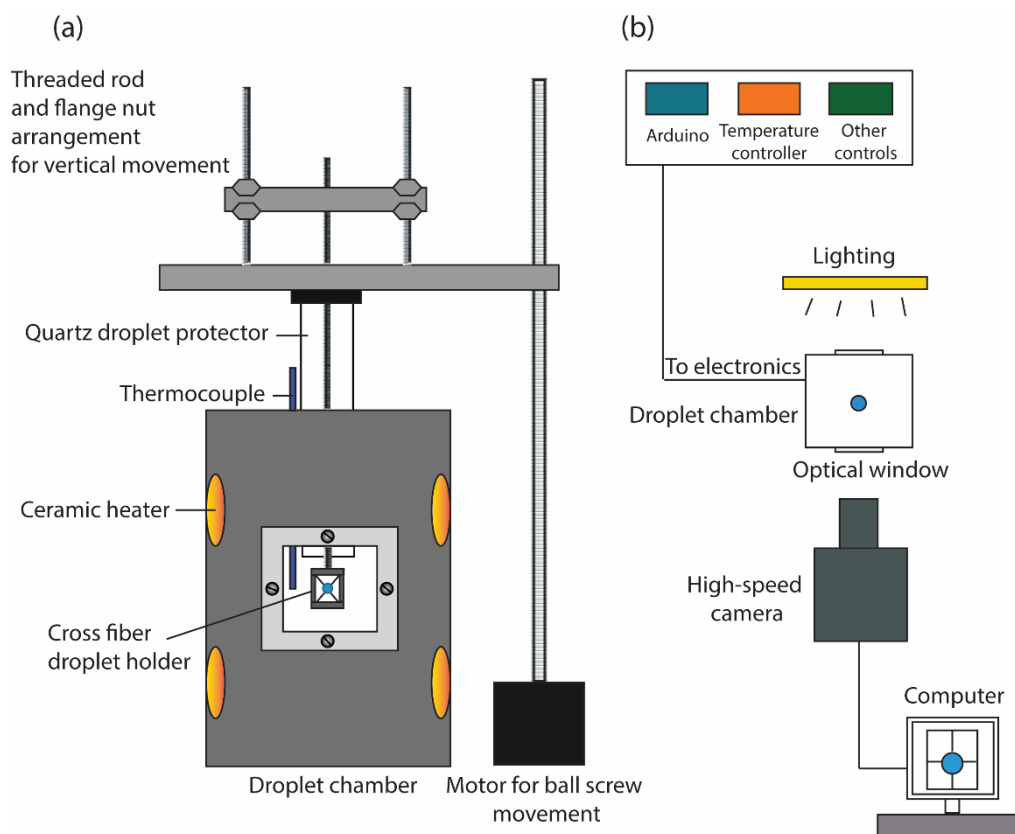 (a)
Threaded rod
and flange nut
arrangement
for vertical movement
Quartz droplet protector
Thermocouple
Ceramic heater
Cross fiber
droplet holder
Droplet chamber
Motor for ball screw
movement
(b)
Arduino
Temperature
controller
Other
controls
Lighting
To electronics
Droplet chamber
Optical window
High-speed
camera
Computer